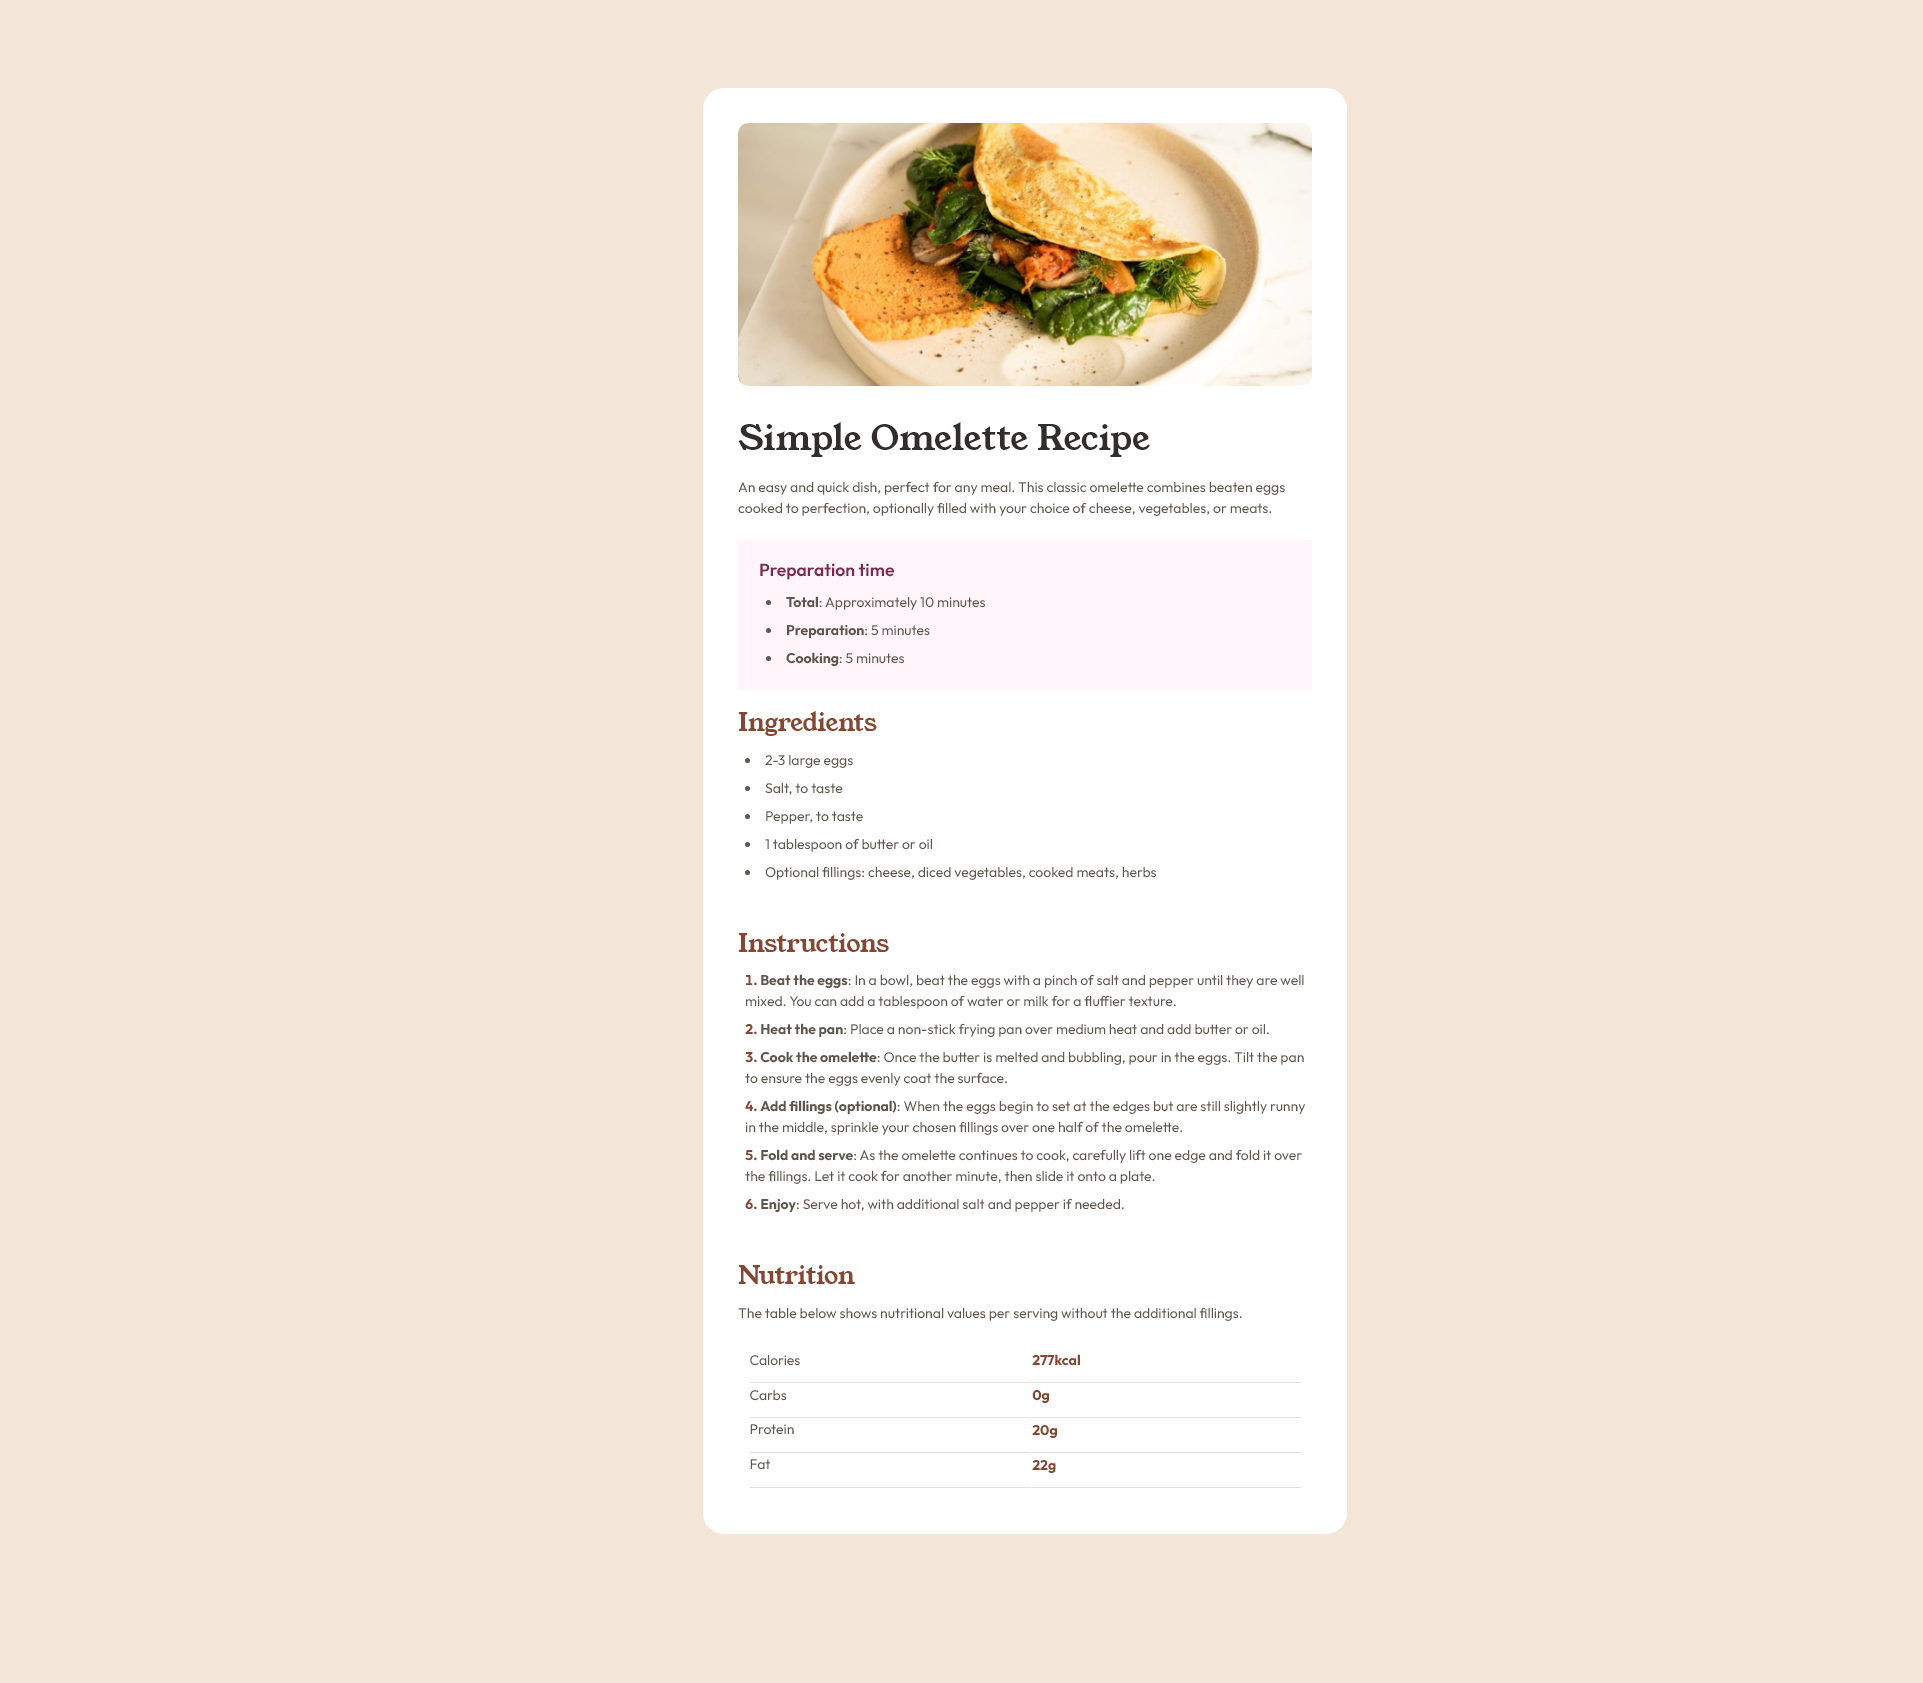 Simple Omelette Recipe
An easy and quick dish, perfect for any meal. This classic omelette combines beaten eggs
cooked to perfection, optionally filled with your choice of cheese, vegetables, or meats.
Preparation time
• Total: Approximately 10 minutes
• Preparation: 5 minutes
• Cooking: 5 minutes
Ingredients
• 2-3 large eggs
• Salt, to taste
• Pepper, to taste
• 1 tablespoon of butter or oil
• Optional fillings: cheese, diced vegetables, cooked meats, herbs
Instructions
1. Beat the eggs: In a bowl, beat the eggs with a pinch of salt and pepper until they are well
mixed. You can add a tablespoon of water or milk for a fluffier texture.
2. Heat the pan: Place a non-stick frying pan over medium heat and add butter or oil.
3. Cook the omelette: Once the butter is melted and bubbling, pour in the eggs. Tilt the pan
to ensure the eggs evenly coat the surface.
4. Add fillings (optional): When the eggs begin to set at the edges but are still slightly runny
in the middle, sprinkle your chosen fillings over one half of the omelette.
5. Fold and serve: As the omelette continues to cook, carefully lift one edge and fold it over
the fillings. Let it cook for another minute, then slide it onto a plate.
6. Enjoy: Serve hot, with additional salt and pepper if needed.
Nutrition
The table below shows nutritional values per serving without the additional fillings.
Calories 277kcal
Carbs 0g
Protein 20g
Fat 22g